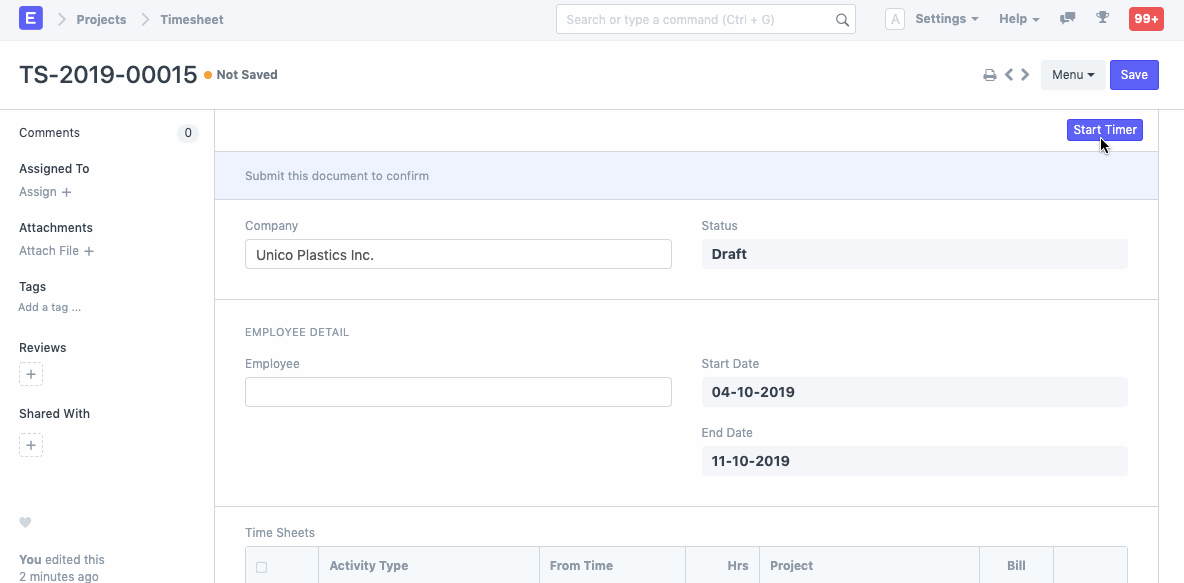 E Projects Timesheet Search or type a command (Ctrl + G) A Settings Help 99+
TS-2019-00015 Not Saved Menu Save
Comments 0
Start Timer
Assigned To
Assign +
Submit this document to confirm
Attachments
Attach File +
Company Status
Unico Plastics Inc. Draft
Tags
Add a tag ...
Reviews
+
EMPLOYEE DETAIL
Employee Start Date
04-10-2019
Shared With
+
End Date
11-10-2019
Time Sheets
Activity Type From Time Hrs Project Bill
You edited this
2 minutes ago